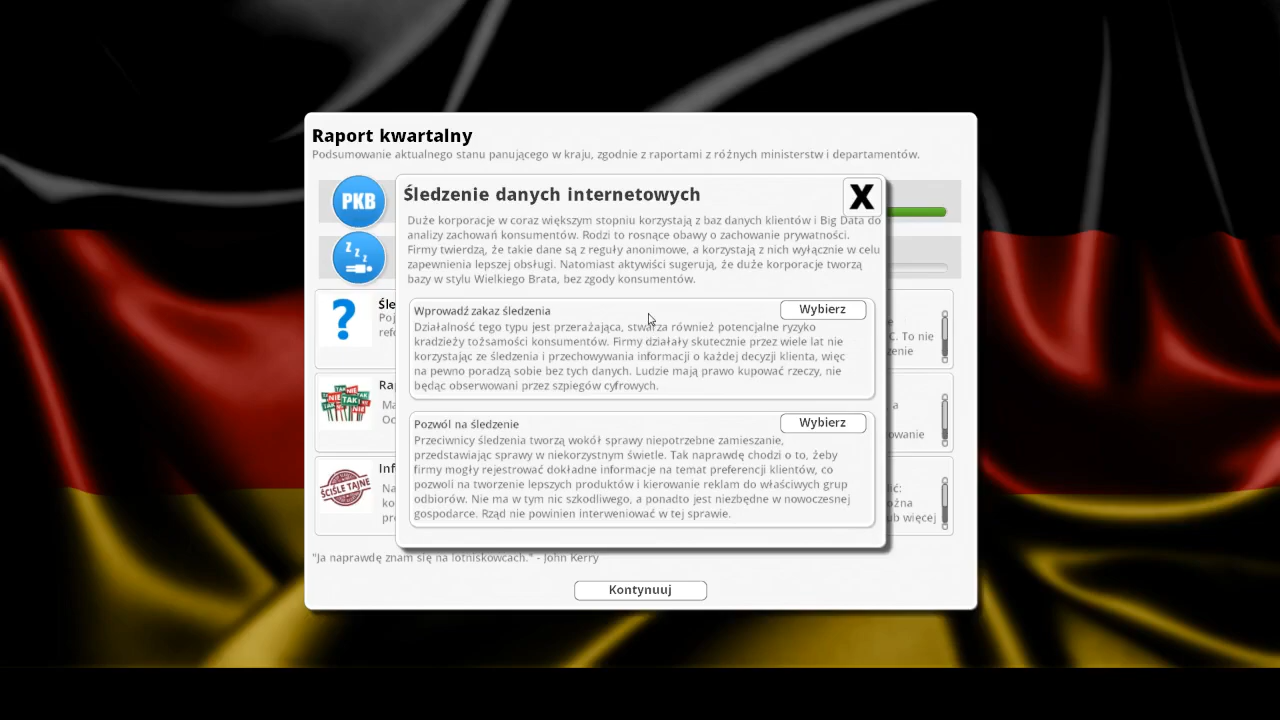 Raport kwartalny
Podsumowanie aktualnego stanu panującego w kraju, zgodnie z raportami z różnych ministerstw i departamentów.
PKB
Śledzenie danych internetowych
X
Duże korporacje w coraz większym stopniu korzystają z baz danych klientów i Big Data do
analizy zachowań konsumentów. Rodzi to rosnące obawy o zachowanie prywatności.
Firmy twierdzą, że takie dane są z reguły anonimowe, a korzystają z nich wyłącznie w celu
zapewnienia lepszej obsługi. Natomiast aktywiści sugerują, że duże korporacje tworzą
bazy w stylu Wielkiego Brata, bez zgody konsumentów.
Wprowadź zakaz śledzenia
Wybierz
Działalność tego typu jest przerażająca, stwarza również potencjalne ryzyko
kradzieży tożsamości konsumentów. Firmy działały skutecznie przez wiele lat nie
korzystając ze śledzenia i przechowywania informacji o każdej decyzji klienta, więc
na pewno poradzą sobie bez tych danych. Ludzie mają prawo kupować rzeczy, nie
będąc obserwowani przez szpiegów cyfrowych.
Pozwól na śledzenie
Wybierz
Przeciwnicy śledzenia tworzą wokół sprawy niepotrzebne zamieszanie,
przedstawiając sprawy w niekorzystnym świetle. Tak naprawdę chodzi o to, żeby
firmy mogły rejestrować dokładne informacje na temat preferencji klientów, co
pozwoli na tworzenie lepszych produktów i kierowanie reklam do właściwych grup
odbiorów. Nie ma w tym nic szkodliwego, a ponadto jest niezbędne w nowoczesnej
gospodarce. Rząd nie powinien interweniować w tej sprawie.
C. To nie
ŚCIŚLE TAJNE
ub więcej
"Ja naprawdę znam się na lotniskowcach." - John Kerry
Kontynuuj